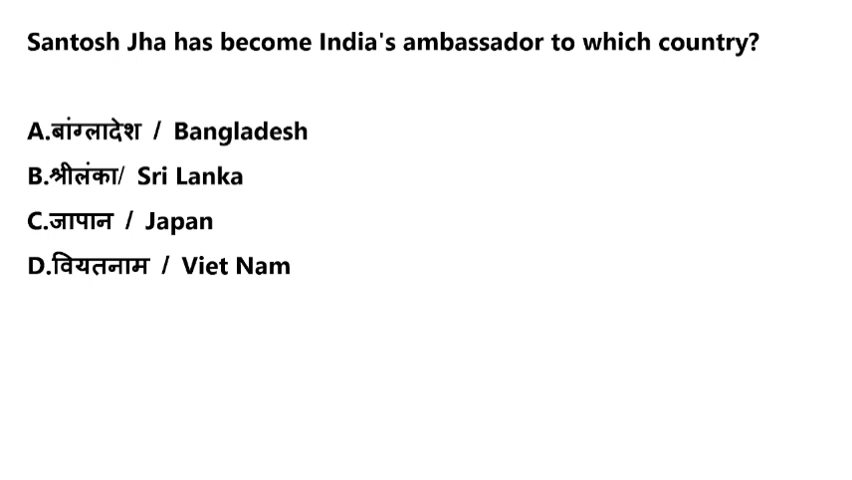 Santosh Jha has become India's ambassador to which country?
A.बांग्लादेश / Bangladesh
B.श्रीलंका/ Sri Lanka
C.जापान / Japan
D.वियतनाम / Viet Nam